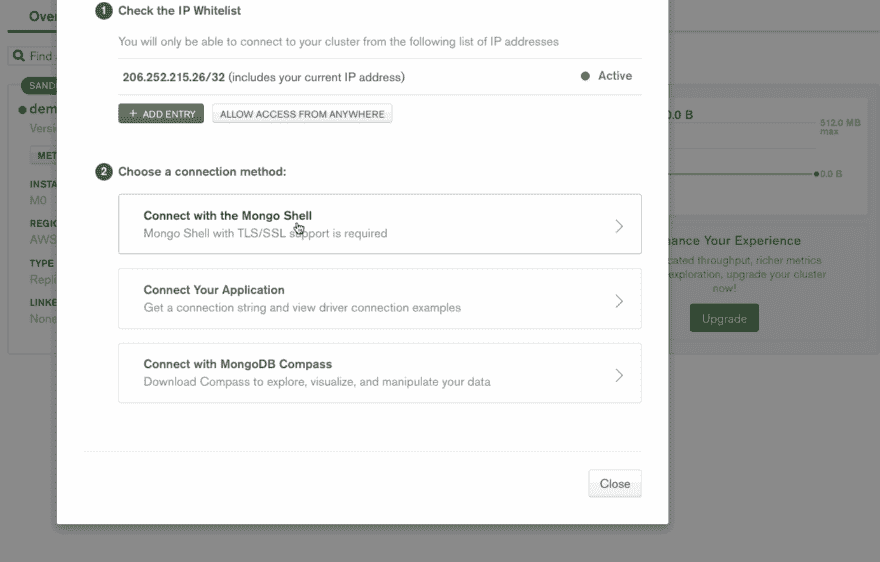 Over
1 Check the IP Whitelist
Find
You will only be able to connect to your cluster from the following list of IP addresses
206.252.215.26/32 (includes your current IP address)
Active
SAND
dem
Versi
+ ADD ENTRY
ALLOW ACCESS FROM ANYWHERE
0.0 B
512.0 MB
max
MET
2 Choose a connection method:
0.0 B
INSTA
M0
Connect with the Mongo Shell
Mongo Shell with TLS/SSL support is required
REGIO
AWS
ance Your Experience
cated throughput, richer metrics
exploration, upgrade your cluster
now!
TYPE
Repli
Connect Your Application
Get a connection string and view driver connection examples
LINKE
None
Upgrade
Connect with MongoDB Compass
Download Compass to explore, visualize, and manipulate your data
Close